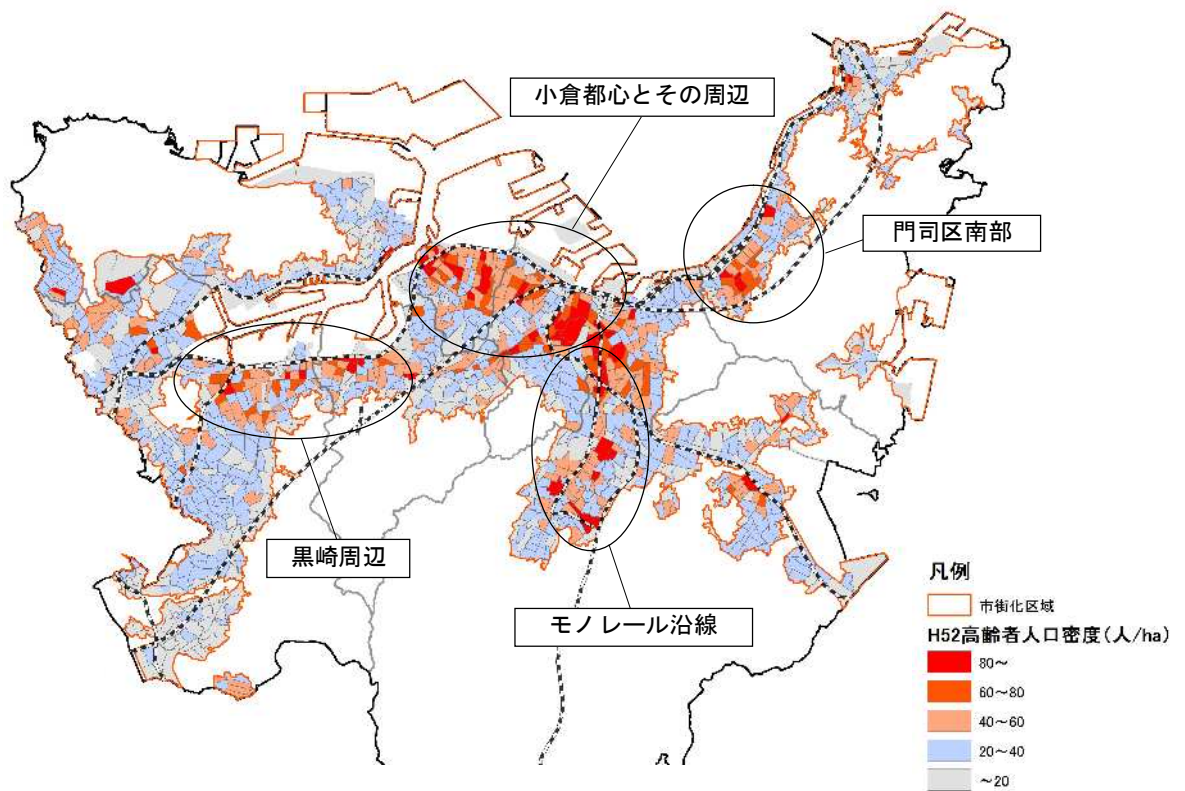 小倉都心とその周辺
門司区南部
黒崎周辺
モノレール沿線
凡例
市街化区域
H52高齢者人口密度(人/ha)
80～
60～80
40～60
20～40
～20